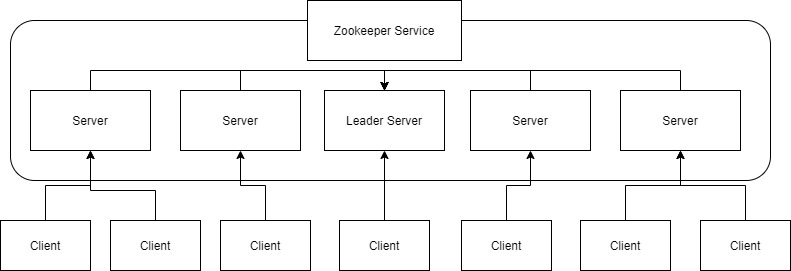 Zookeeper Service
Server
Server
Leader Server
Server
Server
Client
Client
Client
Client
Client
Client
Client